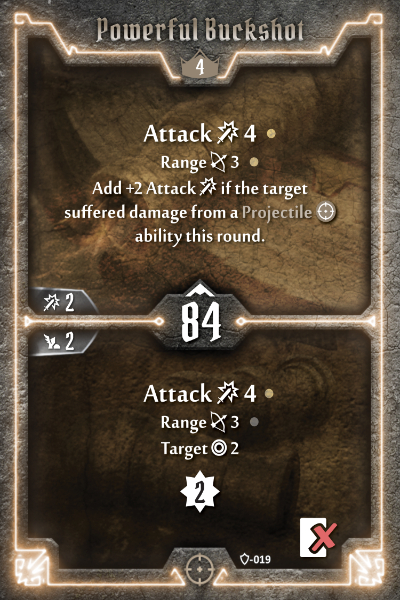 Powerful Buckshot
4
Attack 4
Range 3
Add +2 Attack if the target
suffered damage from a Projectile
ability this round.
2
84
2
Attack 4
Range 3
Target 2
2
-019